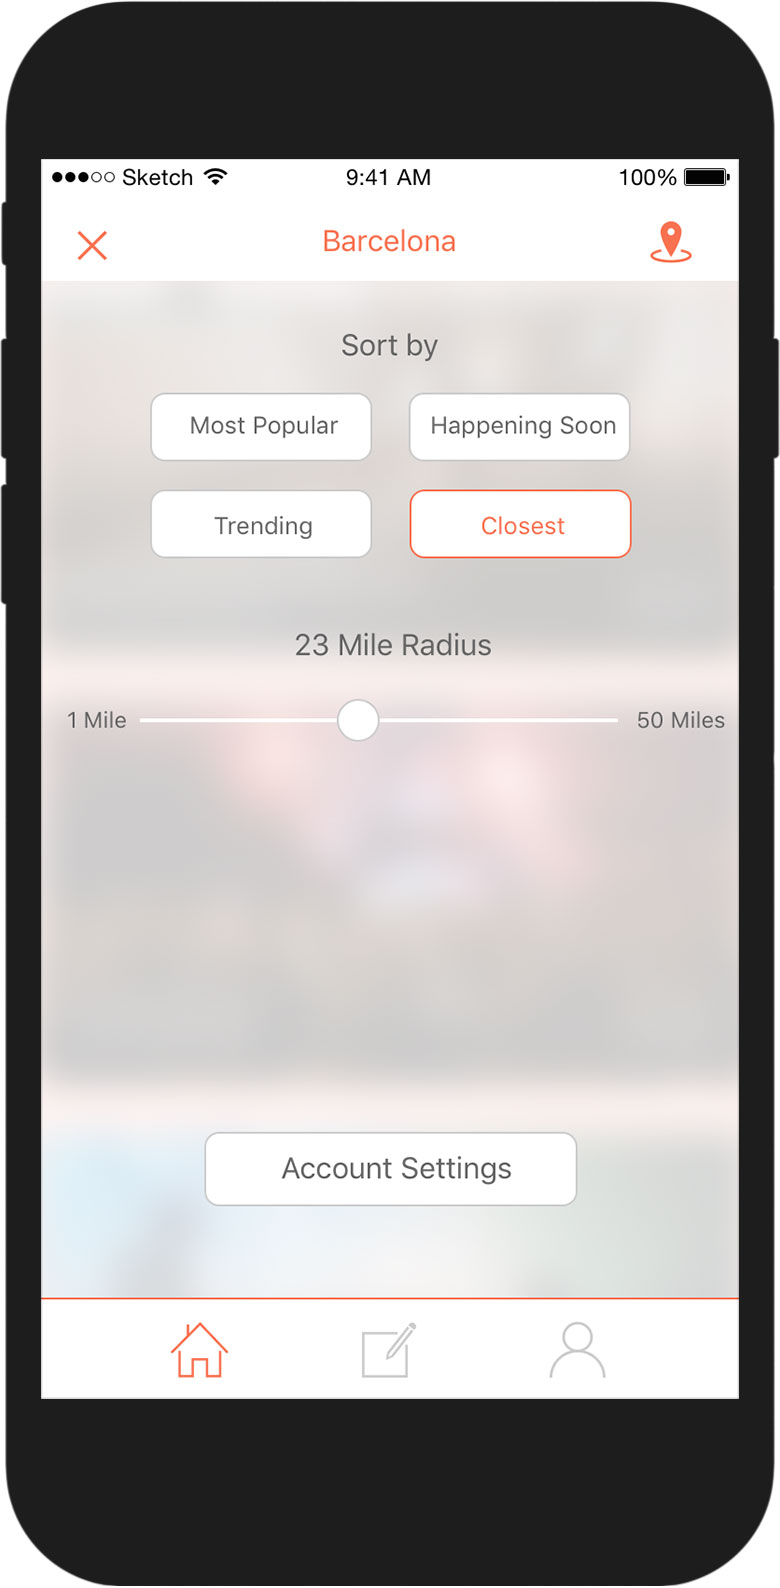 Sketch 9:41 AM 100%
Barcelona
Sort by
Most Popular Happening Soon
Trending Closest
23 Mile Radius
1 Mile 50 Miles
Account Settings